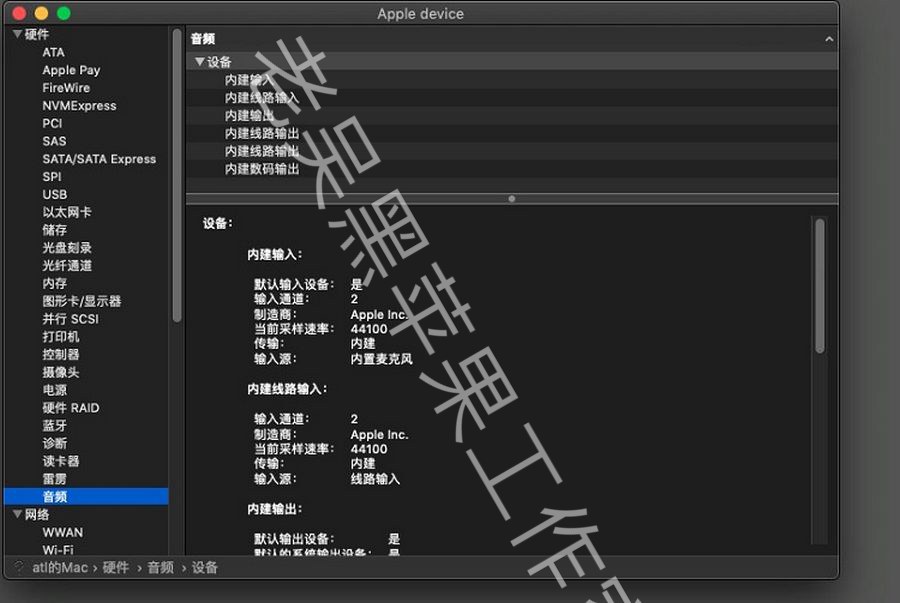 Apple device
硬件
ATA
Apple Pay
FireWire
NVMExpress
PCI
SAS
SATA/SATA Express
SPI
USB
以太网卡
储存
光盘刻录
光纤通道
内存
图形卡/显示器
并行 SCSI
打印机
控制器
摄像头
电源
硬件 RAID
蓝牙
诊断
读卡器
雷雳
音频
网络
WWAN
Wi-Fi
音频
设备
内建输入
内建线路输入
内建输出
内建线路输出
内建线路输出
内建数码输出
设备：
内建输入：
默认输入设备： 是
输入通道： 2
制造商： Apple Inc.
当前采样速率： 44100
传输： 内建
输入源： 内置麦克风
内建线路输入：
输入通道： 2
制造商： Apple Inc.
当前采样速率： 44100
传输： 内建
输入源： 线路输入
内建输出：
默认输出设备： 是
默认的系统输出设备： 是
atl的Mac › 硬件 › 音频 › 设备
老吴黑苹果工作